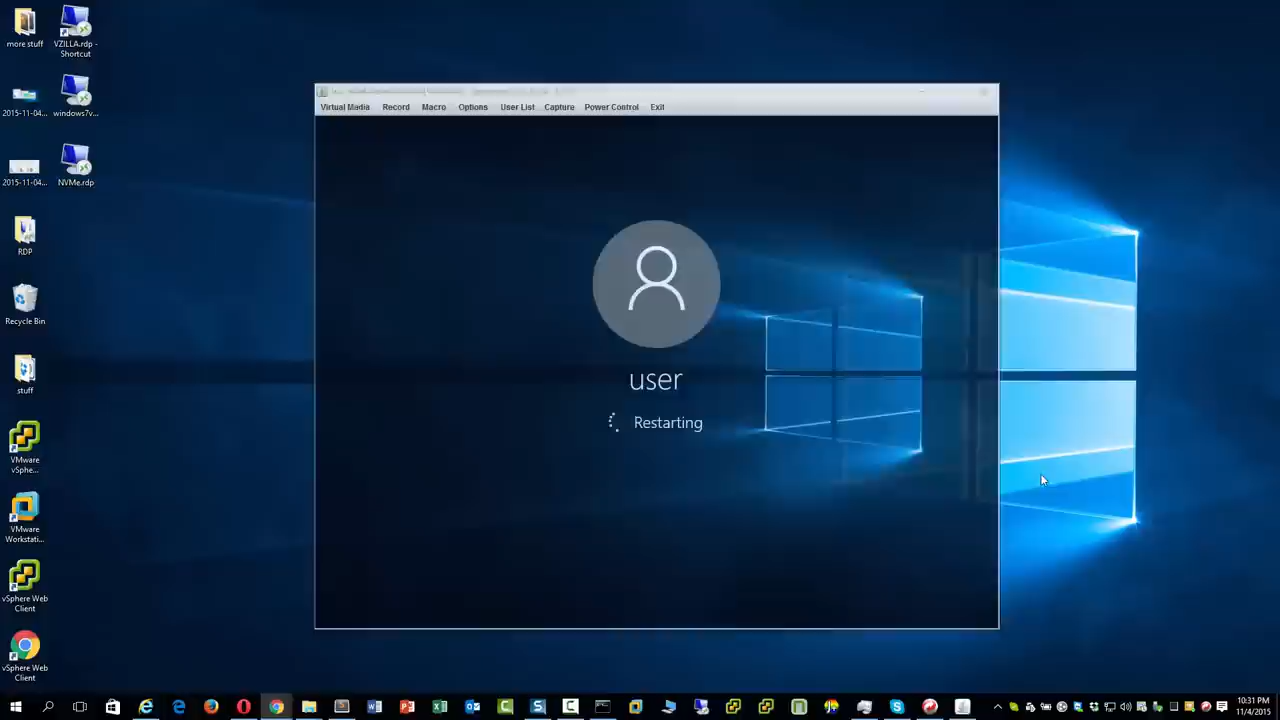 more stuff
VZILLA.rdp -
Shortcut
2015-11-04...
windows7v...
2015-11-04...
NVMe.rdp
RDP
Recycle Bin
stuff
VMware
vSphe...
VMware
Workstati...
vSphere Web
Client
vSphere Web
Client
Virtual Media Record Macro Options User List Capture Power Control Exit
user
Restarting
10:31 PM
11/4/2015